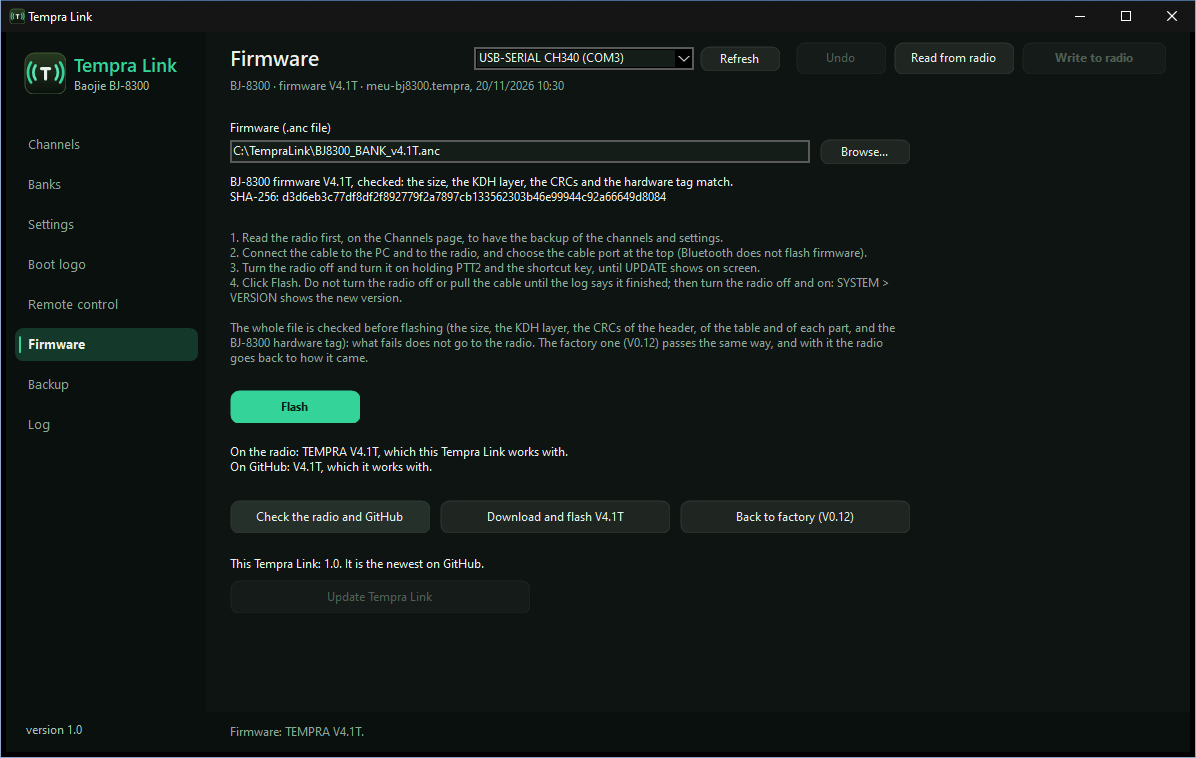 Tempra Link
Tempra Link
Baojie BJ-8300
Channels
Banks
Settings
Boot logo
Remote control
Firmware
Backup
Log
version 1.0
Firmware
USB-SERIAL CH340 (COM3)
Refresh
Undo
Read from radio
Write to radio
BJ-8300 · firmware V4.1T · meu-bj8300.tempra, 20/11/2026 10:30
Firmware (.anc file)
C:\TempraLink\BJ8300_BANK_v4.1T.anc
Browse...
BJ-8300 firmware V4.1T, checked: the size, the KDH layer, the CRCs and the hardware tag match.
SHA-256: d3d6eb3c77df8df2f892779f2a7897cb133562303b46e99944c92a66649d8084
1. Read the radio first, on the Channels page, to have the backup of the channels and settings.
2. Connect the cable to the PC and to the radio, and choose the cable port at the top (Bluetooth does not flash firmware).
3. Turn the radio off and turn it on holding PTT2 and the shortcut key, until UPDATE shows on screen.
4. Click Flash. Do not turn the radio off or pull the cable until the log says it finished; then turn the radio off and on: SYSTEM >
VERSION shows the new version.
The whole file is checked before flashing (the size, the KDH layer, the CRCs of the header, of the table and of each part, and the
BJ-8300 hardware tag): what fails does not go to the radio. The factory one (V0.12) passes the same way, and with it the radio
goes back to how it came.
Flash
On the radio: TEMPRA V4.1T, which this Tempra Link works with.
On GitHub: V4.1T, which it works with.
Check the radio and GitHub
Download and flash V4.1T
Back to factory (V0.12)
This Tempra Link: 1.0. It is the newest on GitHub.
Update Tempra Link
Firmware: TEMPRA V4.1T.